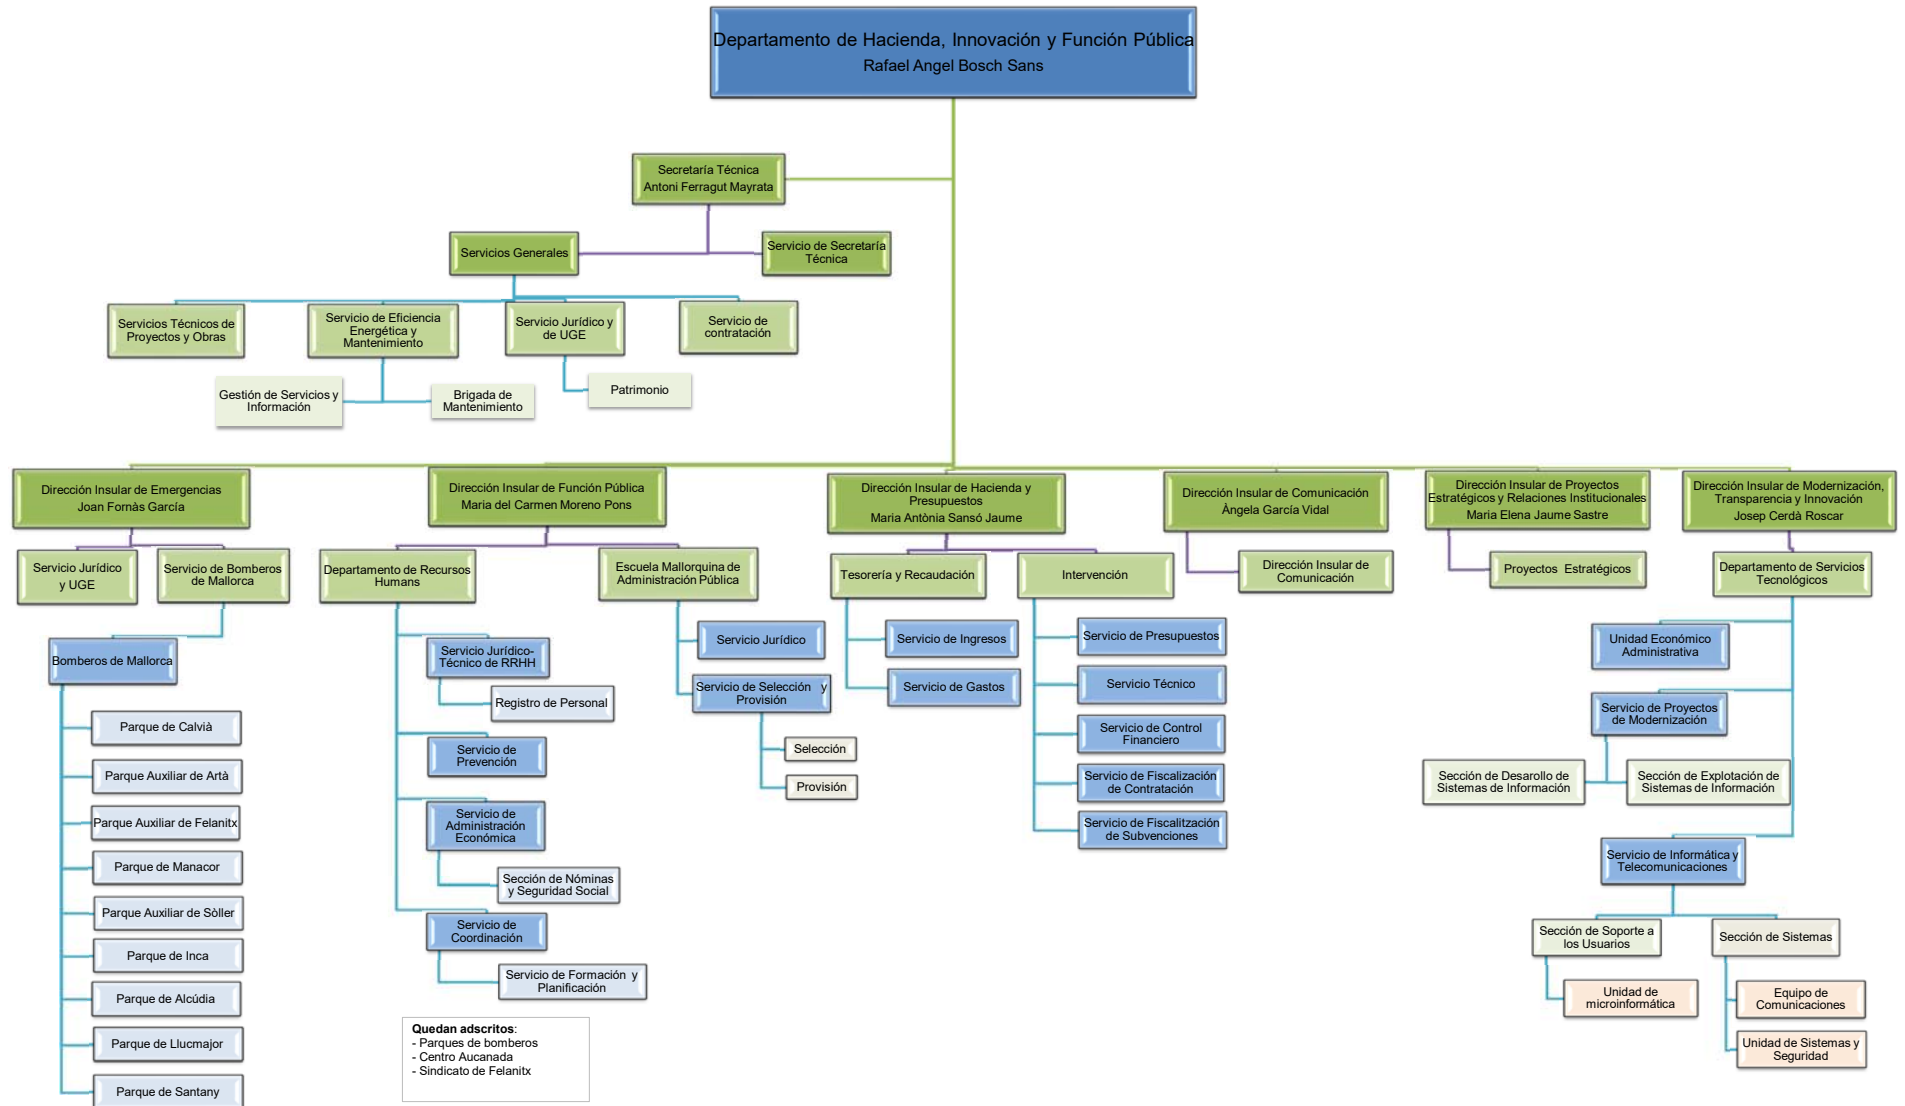 Departamento de Hacienda, Innovación y Función Pública
Rafael Angel Bosch Sans
Secretaría Técnica
Antoni Ferragut Mayrata
Servicios Generales
Servicio de Secretaría
Técnica
Servicios Técnicos de
Proyectos y Obras
Servicio de Eficiencia
Energética y
Mantenimiento
Servicio Jurídico y
de UGE
Servicio de
contratación
Gestión de Servicios y
Información
Brigada de
Mantenimiento
Patrimonio
Dirección Insular de Emergencias
Joan Fornàs García
Servicio Jurídico
y UGE
Servicio de Bomberos
de Mallorca
Bomberos de Mallorca
Parque de Calvià
Parque Auxiliar de Artà
Parque Auxiliar de Felanitx
Parque de Manacor
Parque Auxiliar de Sòller
Parque de Inca
Parque de Alcúdia
Parque de Llucmajor
Parque de Santany
Dirección Insular de Función Pública
Maria del Carmen Moreno Pons
Departamento de Recursos
Humans
Servicio Jurídico-
Técnico de RRHH
Registro de Personal
Servicio de
Prevención
Servicio de
Administración
Económica
Sección de Nóminas
y Seguridad Social
Servicio de
Coordinación
Servicio de Formación y
Planificación
Escuela Mallorquina de
Administración Pública
Servicio Jurídico
Servicio de Selección y
Provisión
Selección
Provisión
Quedan adscritos:
- Parques de bomberos
- Centro Aucanada
- Sindicato de Felanitx
Dirección Insular de Hacienda y
Presupuestos
Maria Antònia Sansó Jaume
Tesorería y Recaudación
Servicio de Ingresos
Servicio de Gastos
Intervención
Servicio de Presupuestos
Servicio Técnico
Servicio de Control
Financiero
Servicio de Fiscalización
de Contratación
Servicio de Fiscalitzación
de Subvenciones
Dirección Insular de Comunicación
Àngela García Vidal
Dirección Insular de
Comunicación
Dirección Insular de Proyectos
Estratégicos y Relaciones Institucionales
Maria Elena Jaume Sastre
Proyectos Estratégicos
Dirección Insular de Modernización,
Transparencia y Innovación
Josep Cerdà Roscar
Departamento de Servicios
Tecnológicos
Unidad Económico
Administrativa
Servicio de Proyectos
de Modernización
Sección de Desarollo de
Sistemas de Información
Sección de Explotación de
Sistemas de Información
Servicio de Informática y
Telecomunicaciones
Sección de Soporte a
los Usuarios
Sección de Sistemas
Unidad de
microinformática
Equipo de
Comunicaciones
Unidad de Sistemas y
Seguridad